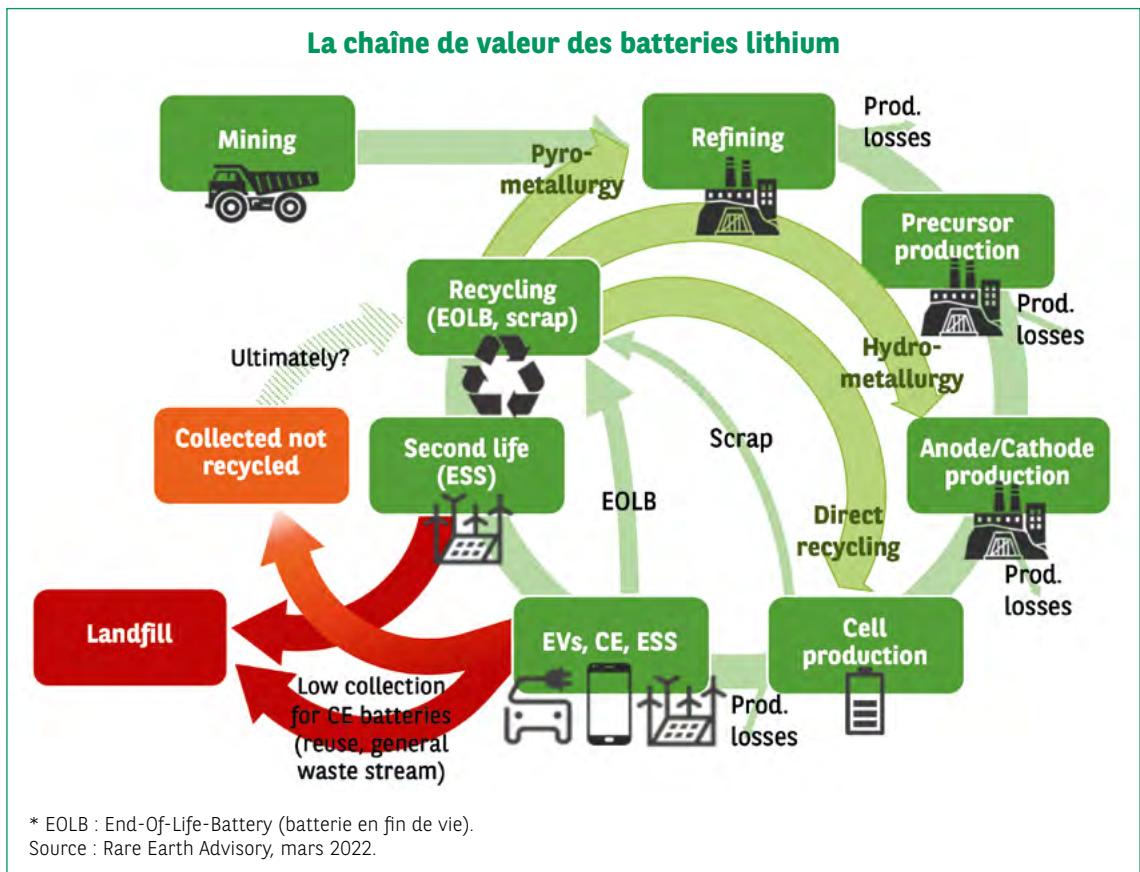 La chaîne de valeur des batteries lithium
Mining
Refining
Prod.
losses
Pyro-
metallurgy
Precursor
production
Recycling
(EOLB, scrap)
Prod.
losses
Ultimately?
Hydro-
metallurgy
Collected not
recycled
Second life
(ESS)
Scrap
Anode/Cathode
production
EOLB
Direct
recycling
Prod.
losses
Landfill
EVs, CE, ESS
Cell
production
Low collection
for CE batteries
(reuse, general
waste stream)
Prod.
losses
* EOLB : End-Of-Life-Battery (batterie en fin de vie).
Source : Rare Earth Advisory, mars 2022.